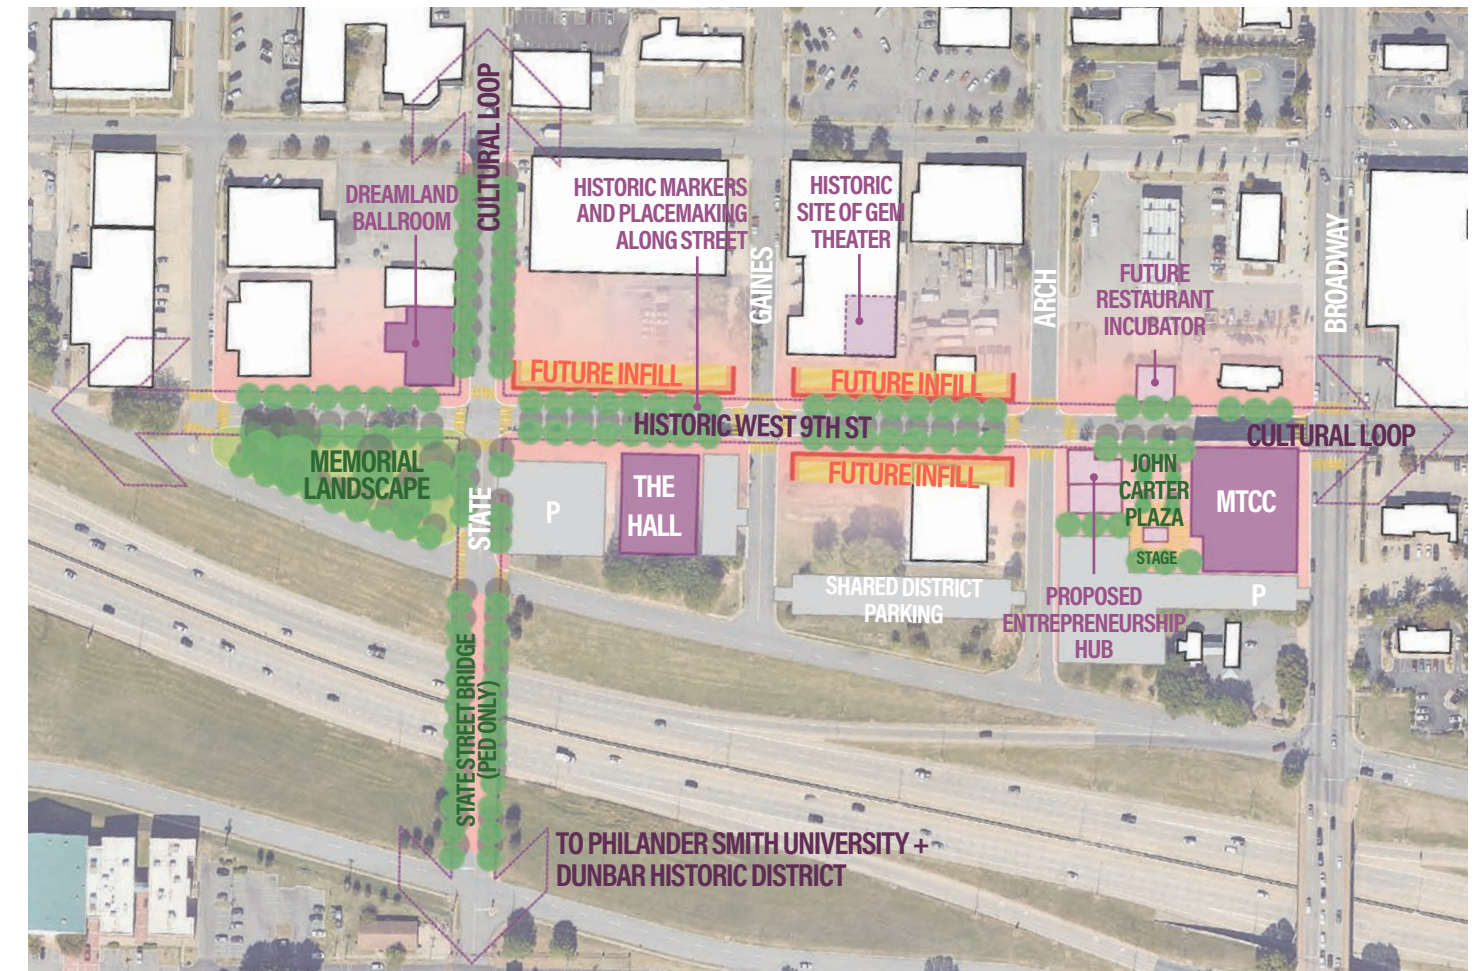 CULTURAL LOOP
DREAMLAND
BALLROOM
HISTORIC MARKERS
AND PLACEMAKING
ALONG STREET
HISTORIC
SITE OF GEM
THEATER
GAINES
ARCH
BROADWAY
FUTURE
RESTAURANT
INCUBATOR
FUTURE INFILL
FUTURE INFILL
HISTORIC WEST 9TH ST
CULTURAL LOOP
MEMORIAL
LANDSCAPE
STATE
P
THE
HALL
FUTURE INFILL
JOHN
CARTER
PLAZA
MTCC
STAGE
SHARED DISTRICT
PARKING
PROPOSED
ENTREPRENEURSHIP
HUB
P
STATE STREET BRIDGE
(PED ONLY)
TO PHILANDER SMITH UNIVERSITY +
DUNBAR HISTORIC DISTRICT